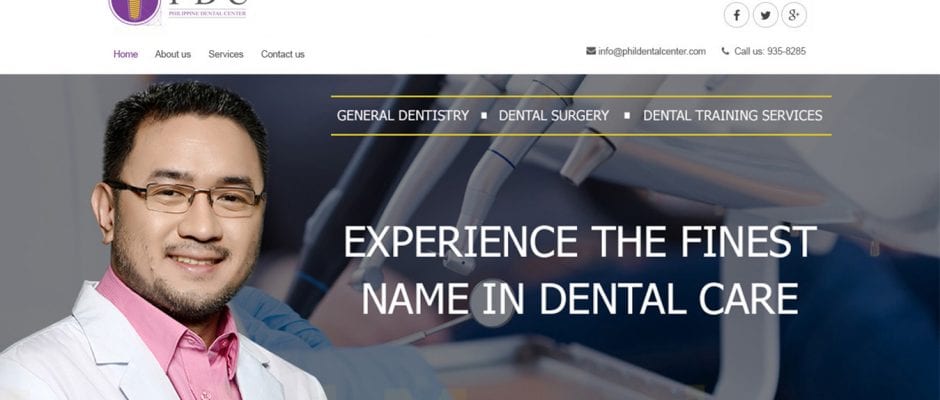 PHILIPPINE DENTAL CENTER
Home About us Services Contact us
info@phildentalcenter.com Call us: 935-8285
GENERAL DENTISTRY ■ DENTAL SURGERY ■ DENTAL TRAINING SERVICES
EXPERIENCE THE FINEST
NAME IN DENTAL CARE